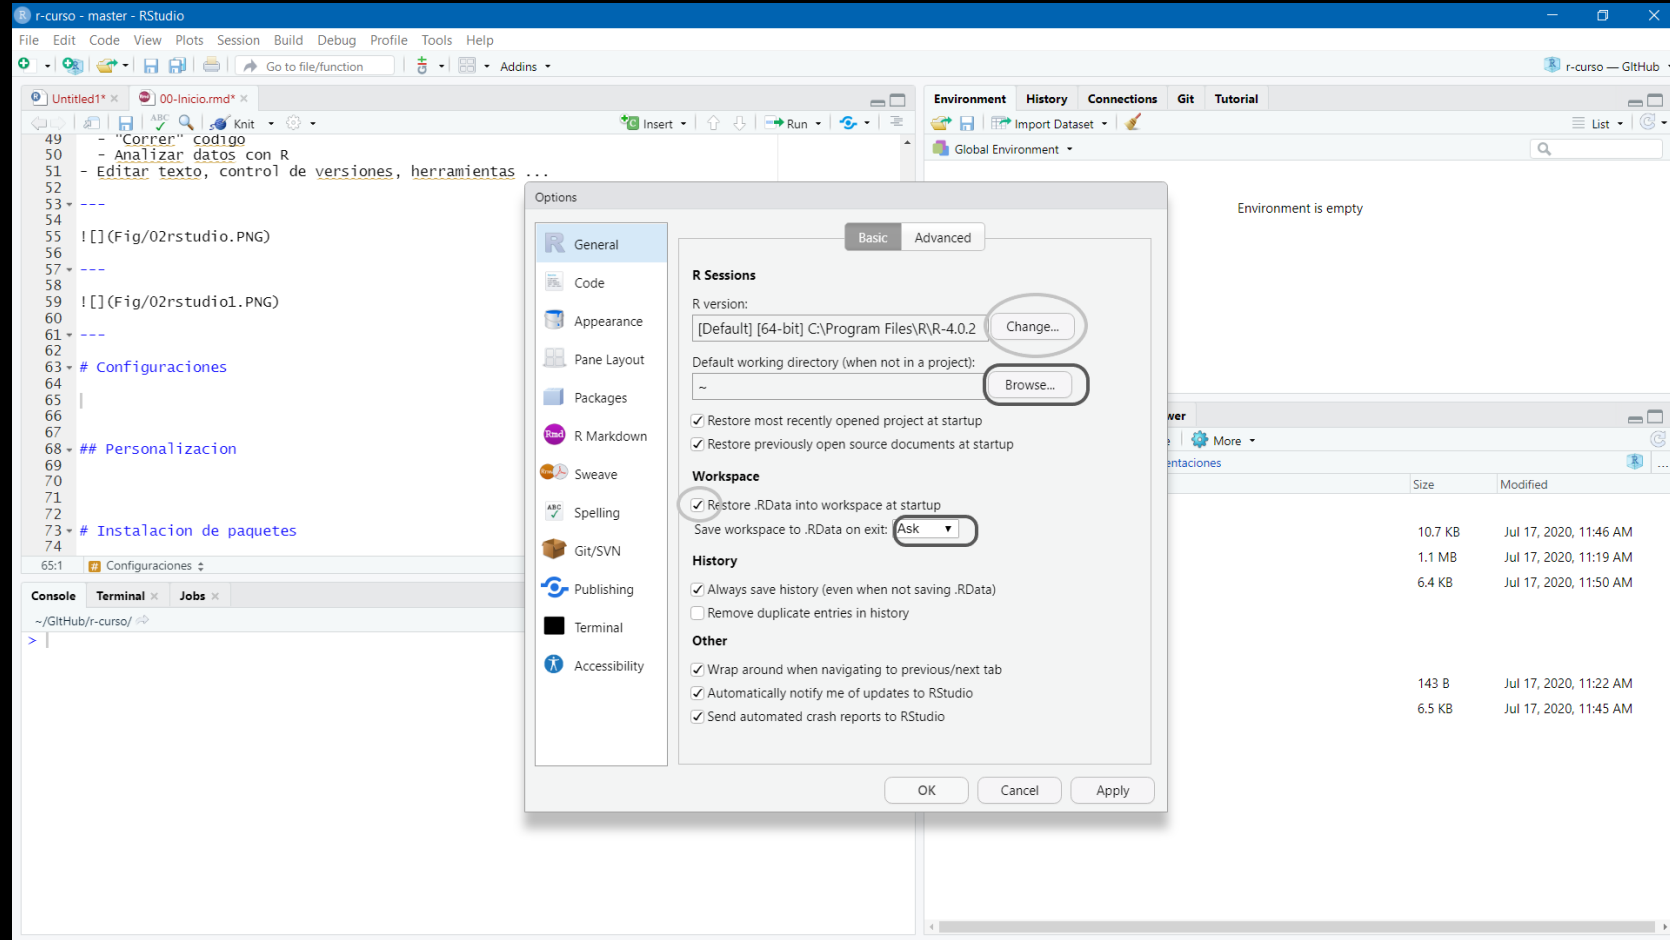 r-curso - master - RStudio
File Edit Code View Plots Session Build Debug Profile Tools Help
Go to file/function Addins r-curso — GItHub
Untitled1* 00-Inicio.rmd*
Environment History Connections Git Tutorial
ABC Knit Insert Run
Import Dataset List
Global Environment
49 - "Correr" codigo
50 - Analizar datos con R
51 - Editar texto, control de versiones, herramientas ...
52
53 ---
54
55 ![](Fig/02rstudio.PNG)
56
57 ---
58
59 ![](Fig/02rstudio1.PNG)
60
61 ---
62
63 # Configuraciones
64
65
66
67
68 ## Personalizacion
69
70
71
72
73 # Instalacion de paquetes
74
65:1 # Configuraciones
Console Terminal Jobs
~/GItHub/r-curso/
>
Environment is empty
Options
General
Code
Appearance
Pane Layout
Packages
Rmd R Markdown
Sweave
ABC Spelling
Git/SVN
Publishing
Terminal
Accessibility
Basic Advanced
R Sessions
R version:
[Default] [64-bit] C:\Program Files\R\R-4.0.2 Change...
Default working directory (when not in a project):
~ Browse...
Restore most recently opened project at startup
Restore previously open source documents at startup
Workspace
Restore .RData into workspace at startup
Save workspace to .RData on exit: Ask
History
Always save history (even when not saving .RData)
Remove duplicate entries in history
Other
Wrap around when navigating to previous/next tab
Automatically notify me of updates to RStudio
Send automated crash reports to RStudio
OK Cancel Apply
wer
e More
entaciones ...
Size Modified
10.7 KB Jul 17, 2020, 11:46 AM
1.1 MB Jul 17, 2020, 11:19 AM
6.4 KB Jul 17, 2020, 11:50 AM
143 B Jul 17, 2020, 11:22 AM
6.5 KB Jul 17, 2020, 11:45 AM